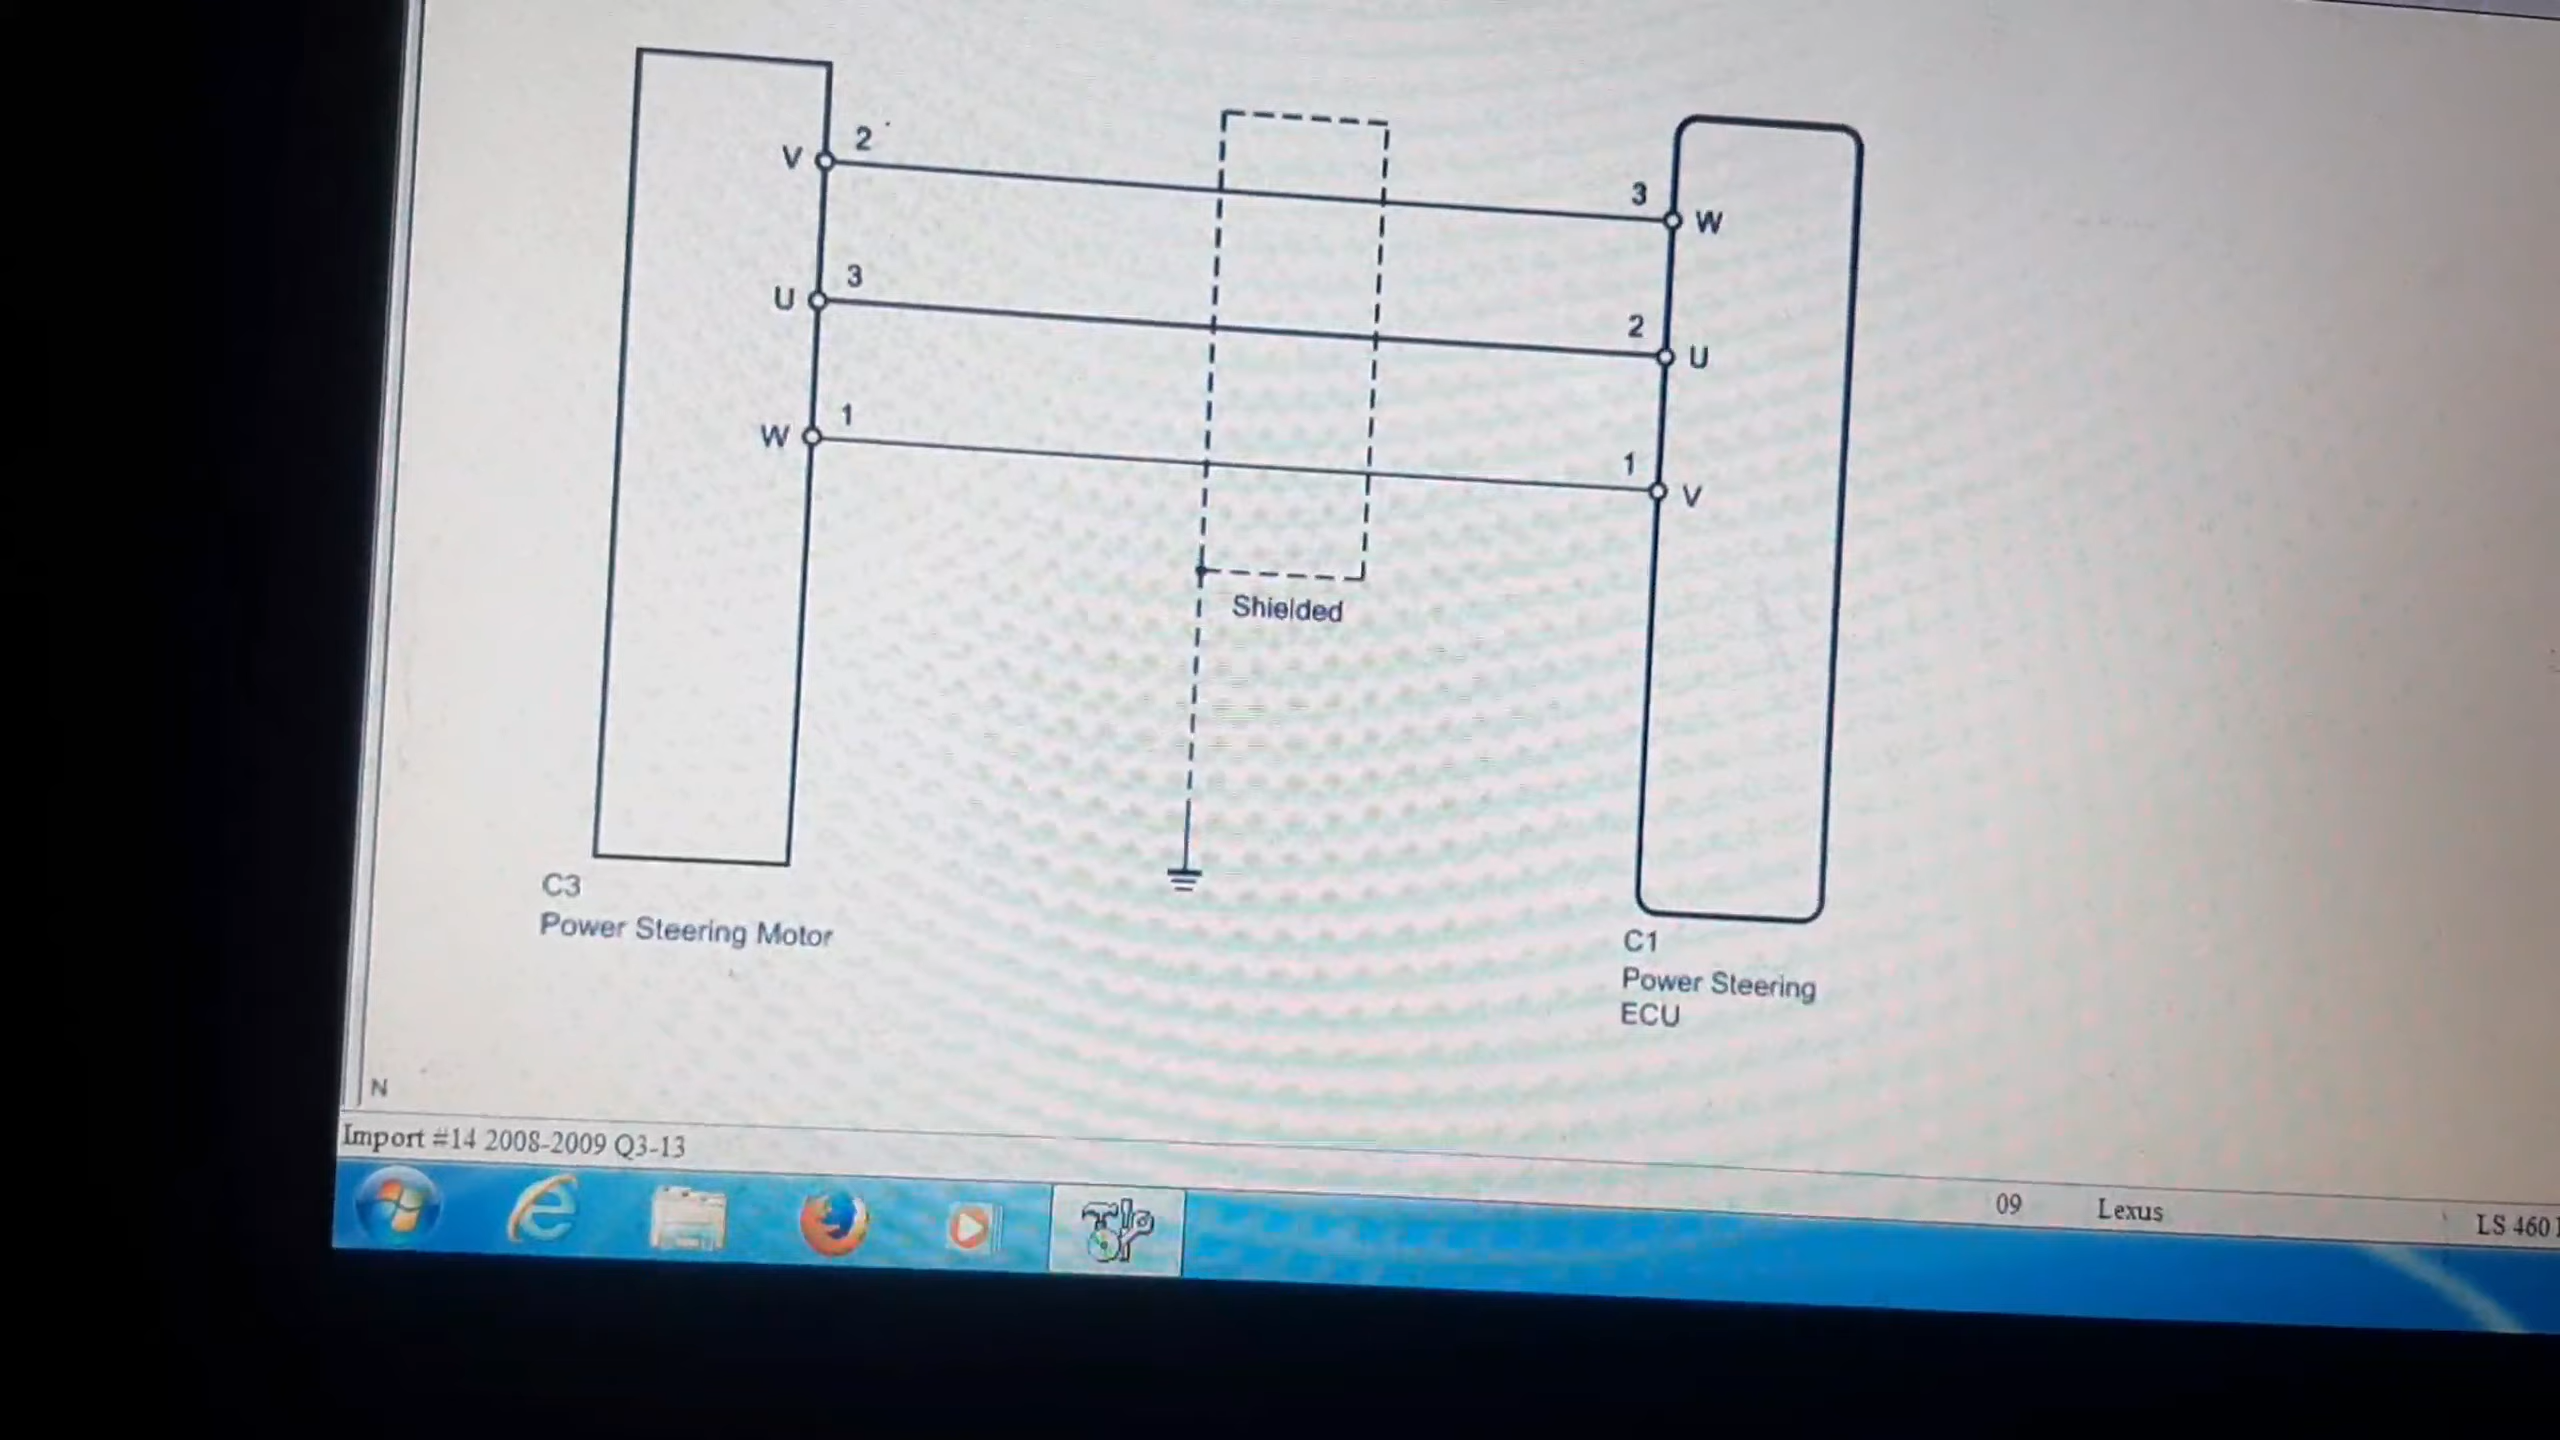 V 2
3 W
U 3
2 U
W 1
1 V
Shielded
C3
Power Steering Motor
C1
Power Steering
ECU
N
Import #14 2008-2009 Q3-13
09 Lexus LS 460